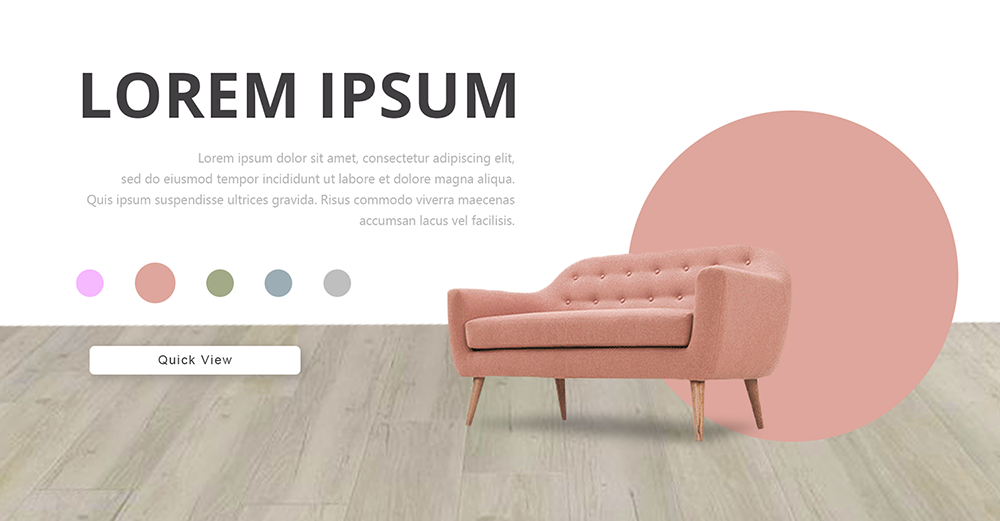 LOREM IPSUM
Lorem ipsum dolor sit amet, consectetur adipiscing elit,
sed do eiusmod tempor incididunt ut labore et dolore magna aliqua.
Quis ipsum suspendisse ultrices gravida. Risus commodo viverra maecenas
accumsan lacus vel facilisis.
Quick View